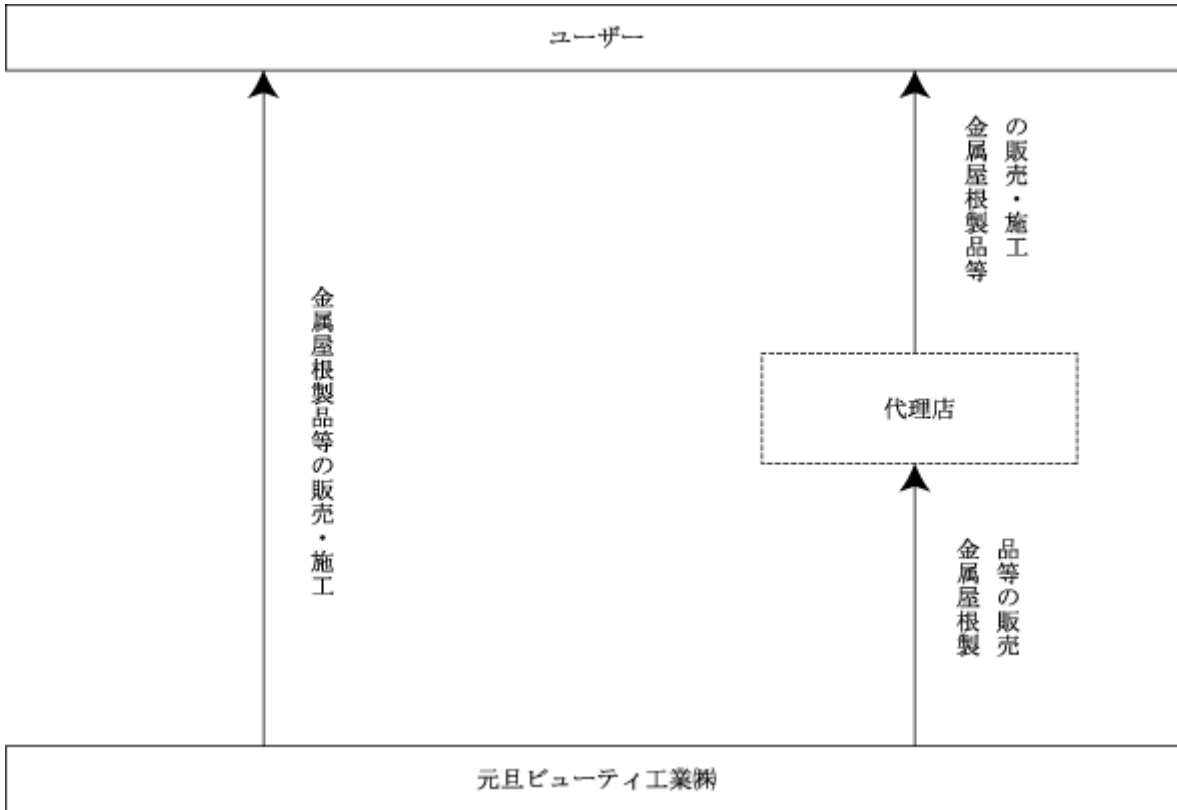 ユーザー
金属屋根製品等
の販売・施工
金属屋根製品等の販売・施工
代理店
金属屋根製
品等の販売
元旦ビューティ工業㈱